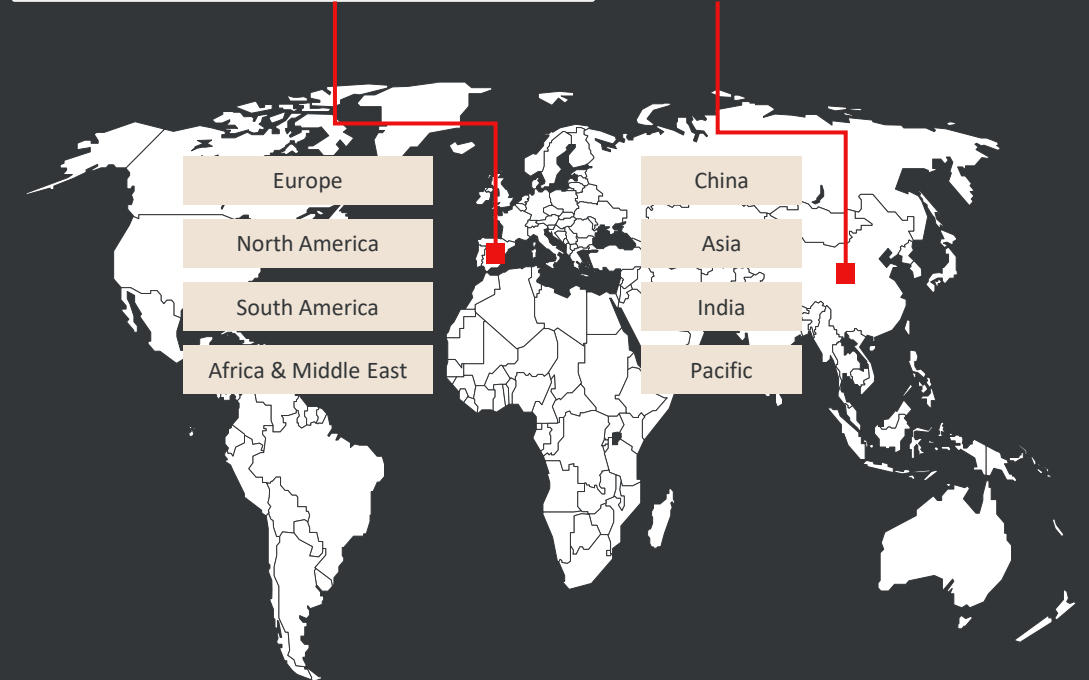 Europe
North America
South America
Africa & Middle East
China
Asia
India
Pacific